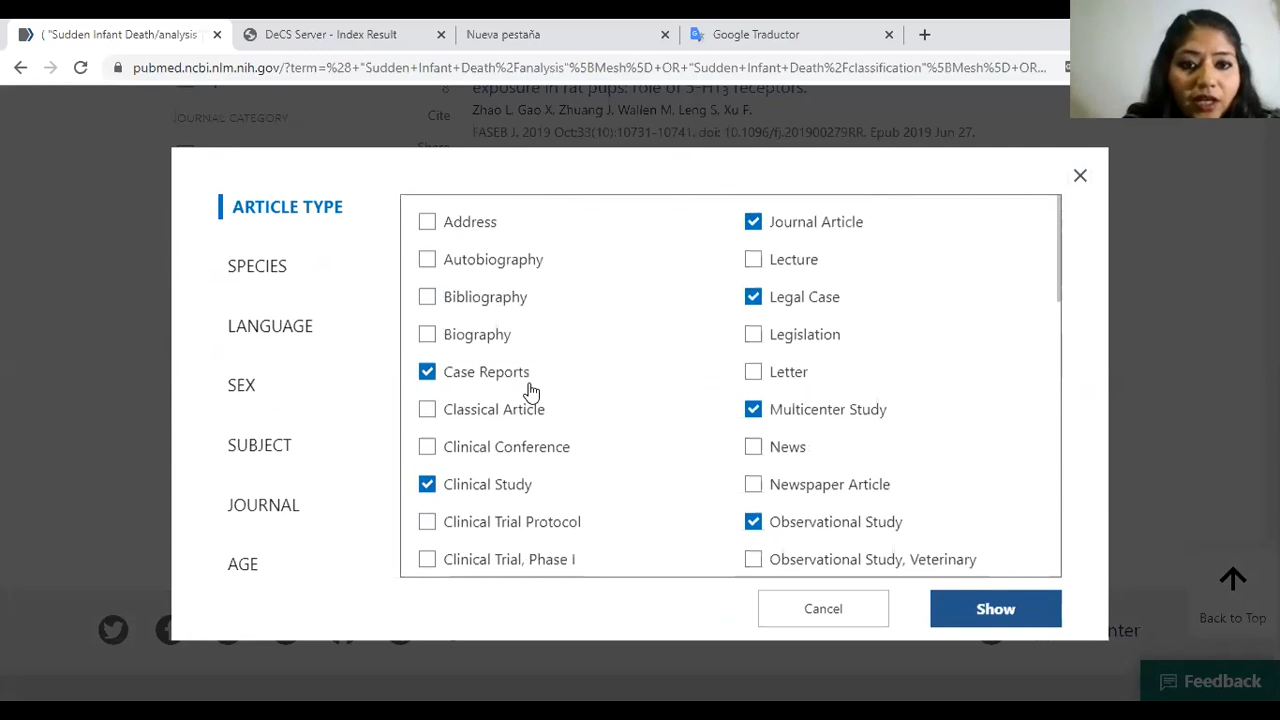 ( "Sudden Infant Death/analysis
DeCS Server - Index Result
Nueva pestaña
Google Traductor
pubmed.ncbi.nlm.nih.gov/?term=%28+"Sudden+Infant+Death%2Fanalysis"%5BMesh%5D+OR+"Sudden+Infant+Death%2Fclassification"%5BMesh%5D+OR...
exposure in rat pups: role of 5-HT3 receptors.
JOURNAL CATEGORY
8
Cite
Zhao L, Gao X, Zhuang J, Wallen M, Leng S, Xu F.
FASEB J. 2019 Oct;33(10):10731-10741. doi: 10.1096/fj.201900279RR. Epub 2019 Jun 27.
Share
ARTICLE TYPE
SPECIES
LANGUAGE
SEX
SUBJECT
JOURNAL
AGE
Address
Autobiography
Bibliography
Biography
Case Reports
Classical Article
Clinical Conference
Clinical Study
Clinical Trial Protocol
Clinical Trial, Phase I
Journal Article
Lecture
Legal Case
Legislation
Letter
Multicenter Study
News
Newspaper Article
Observational Study
Observational Study, Veterinary
Cancel
Show
Back to Top
Feedback